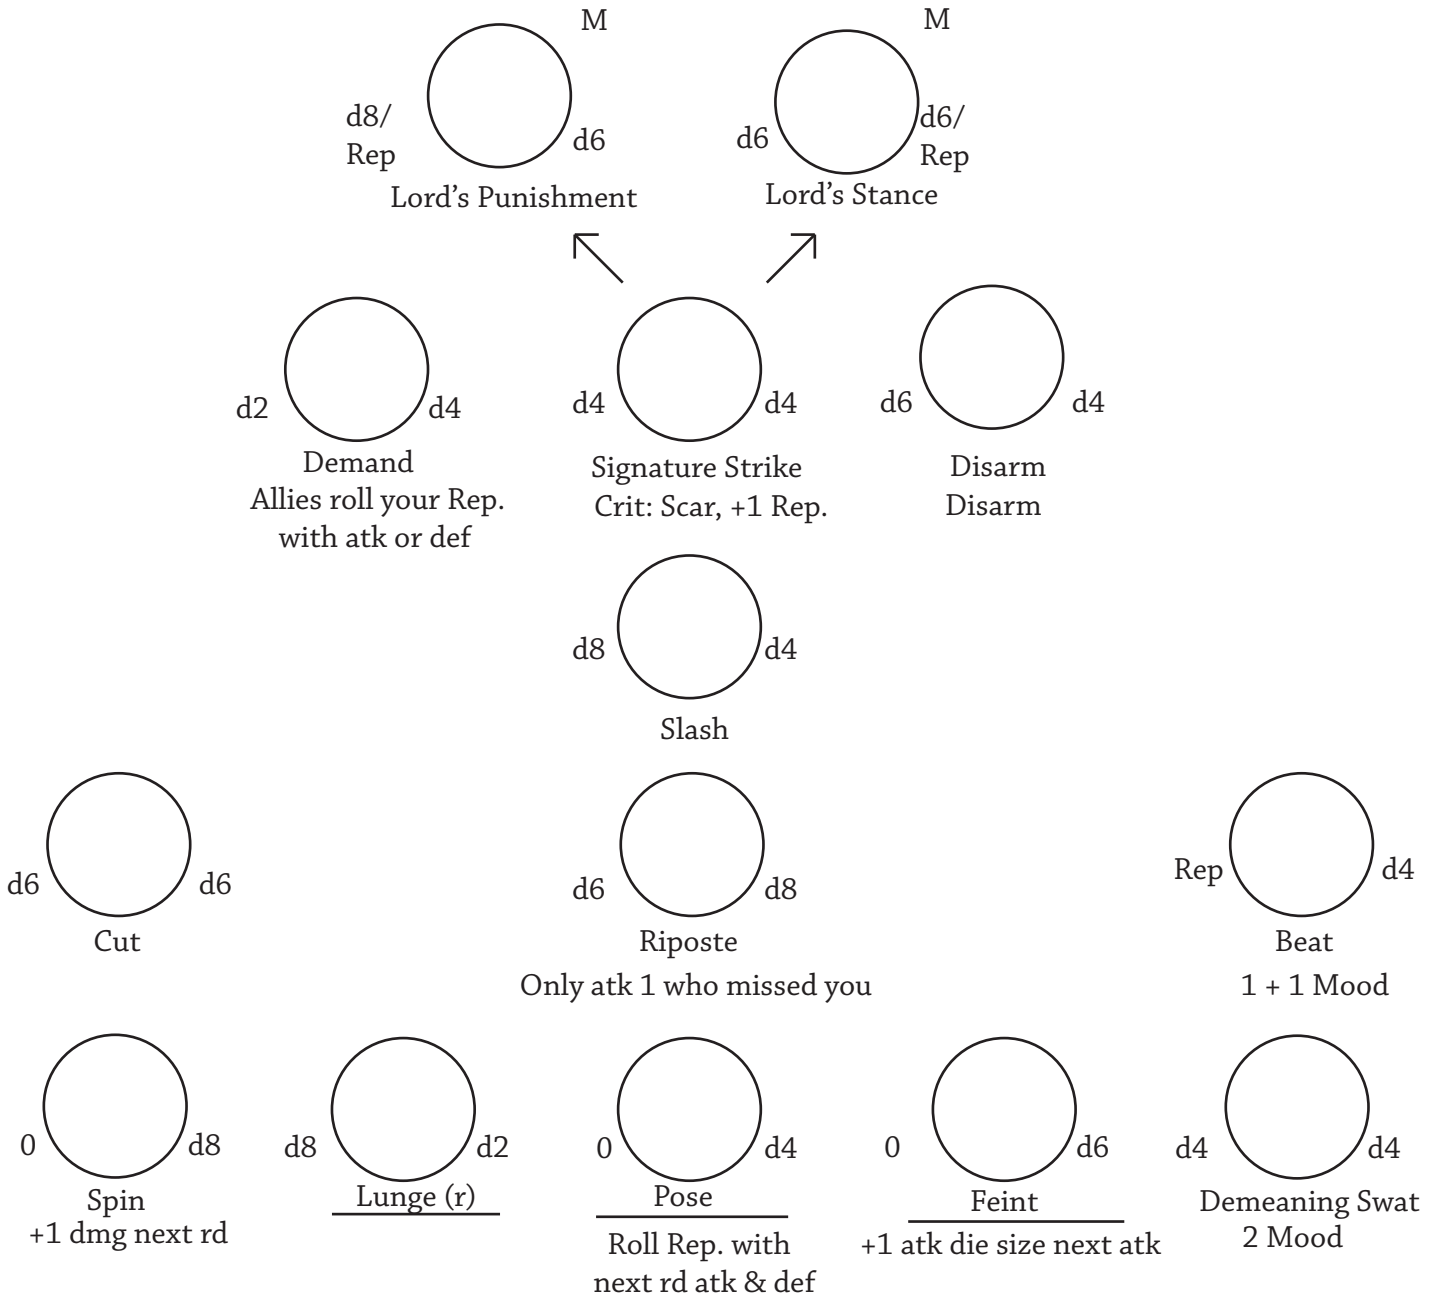 M
M
d8/
Rep
d6
d6
d6/
Rep
Lord's Punishment
Lord's Stance
d2
d4
d4
d4
d6
d4
Demand
Allies roll your Rep.
with atk or def
Signature Strike
Crit: Scar, +1 Rep.
Disarm
Disarm
d8
d4
Slash
d6
d6
Cut
d6
d8
Riposte
Only atk 1 who missed you
Rep
d4
Beat
1 + 1 Mood
0
d8
Spin
+1 dmg next rd
d8
d2
Lunge (r)
0
d4
Pose
Roll Rep. with
next rd atk & def
0
d6
Feint
+1 atk die size next atk
d4
d4
Demeaning Swat
2 Mood